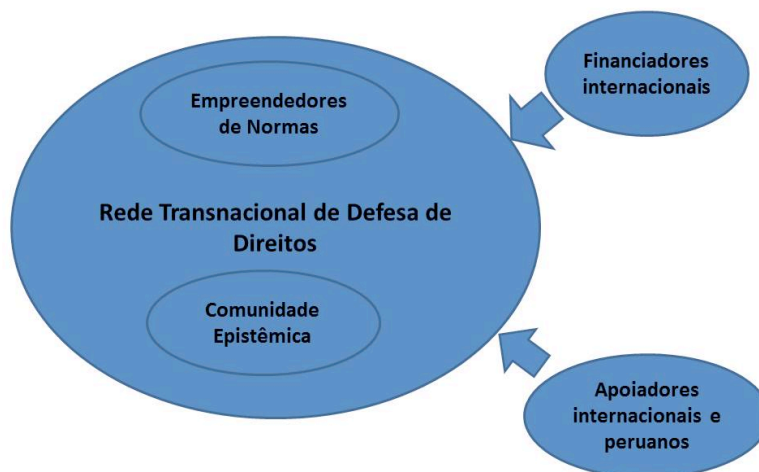 Empreendedores
de Normas
Rede Transnacional de Defesa de
Direitos
Comunidade
Epistêmica
Financiadores
internacionais
Apoiadores
internacionais e
peruanos